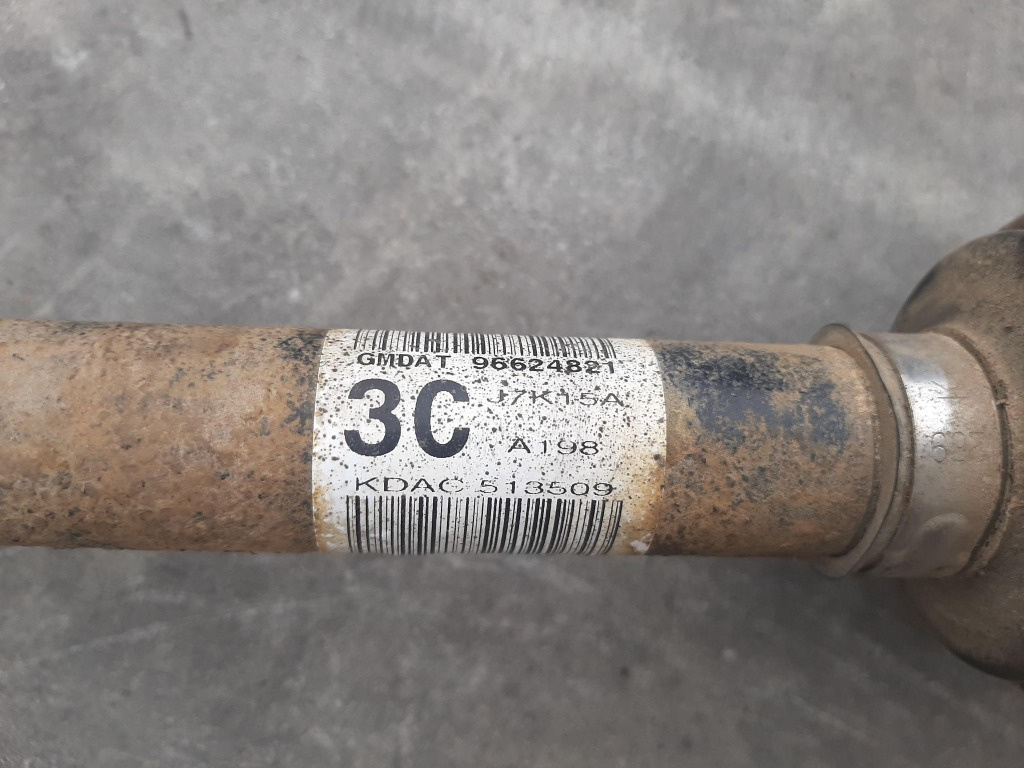 GMDAT 96624821
3C
J7K15A
A198
KDAC 513509